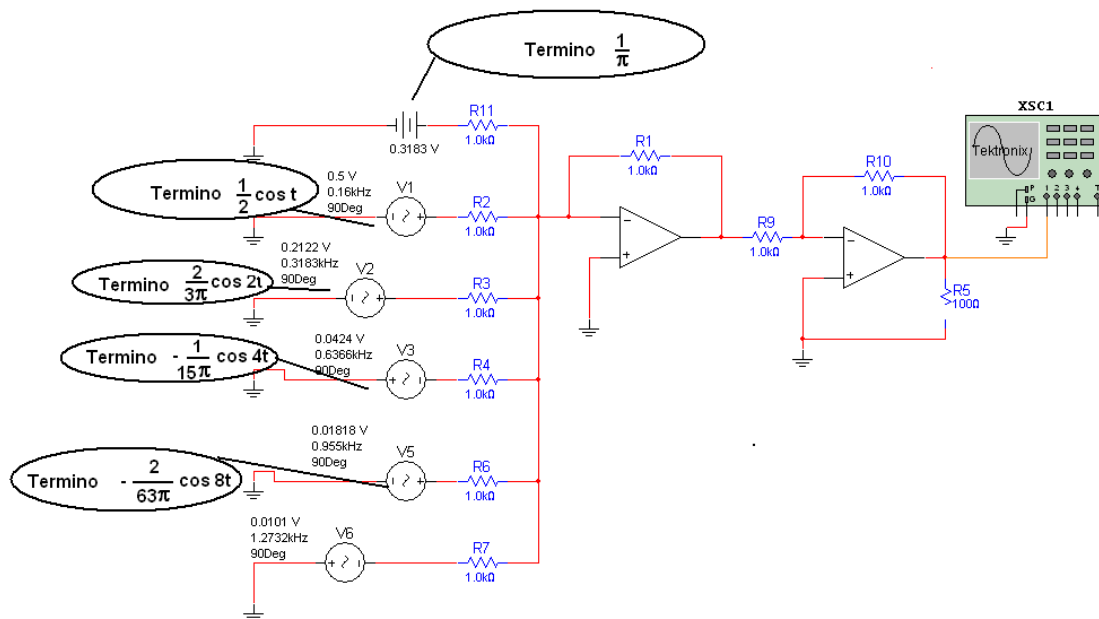 Termino 1/π
XSC1
Tektronix
P
G
1 2 3 4 T
R11
1.0kΩ
0.3183 V
R1
1.0kΩ
R10
1.0kΩ
Termino 1/2 cos t
0.5 V
0.16kHz
90Deg
V1
R2
1.0kΩ
R9
1.0kΩ
Termino 2/3π cos 2t
0.2122 V
0.3183kHz
90Deg
V2
R3
1.0kΩ
R5
100Ω
Termino - 1/15π cos 4t
0.0424 V
0.6366kHz
90Deg
V3
R4
1.0kΩ
Termino - 2/63π cos 8t
0.01818 V
0.955kHz
90Deg
V5
R6
1.0kΩ
0.0101 V
1.2732kHz
90Deg
V6
R7
1.0kΩ